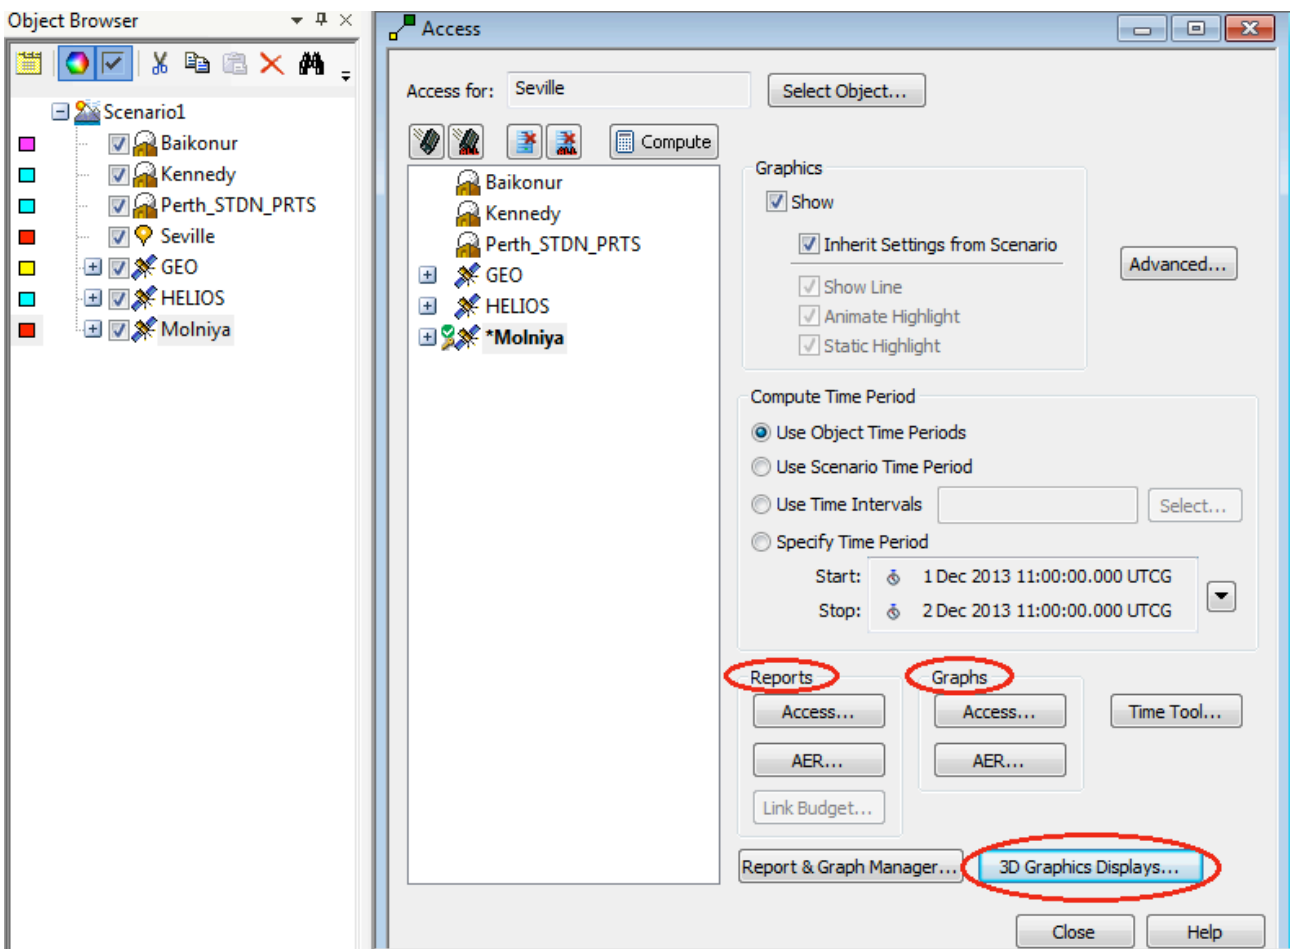 Object Browser
Scenario1
Baikonur
Kennedy
Perth_STDN_PRTS
Seville
GEO
HELIOS
Molniya
Access
Access for:
Seville
Select Object...
Compute
Baikonur
Kennedy
Perth_STDN_PRTS
GEO
HELIOS
*Molniya
Graphics
Show
Inherit Settings from Scenario
Show Line
Animate Highlight
Static Highlight
Advanced...
Compute Time Period
Use Object Time Periods
Use Scenario Time Period
Use Time Intervals
Select...
Specify Time Period
Start:
1 Dec 2013 11:00:00.000 UTCG
Stop:
2 Dec 2013 11:00:00.000 UTCG
Reports
Access...
AER...
Link Budget...
Graphs
Access...
AER...
Time Tool...
Report & Graph Manager...
3D Graphics Displays...
Close
Help